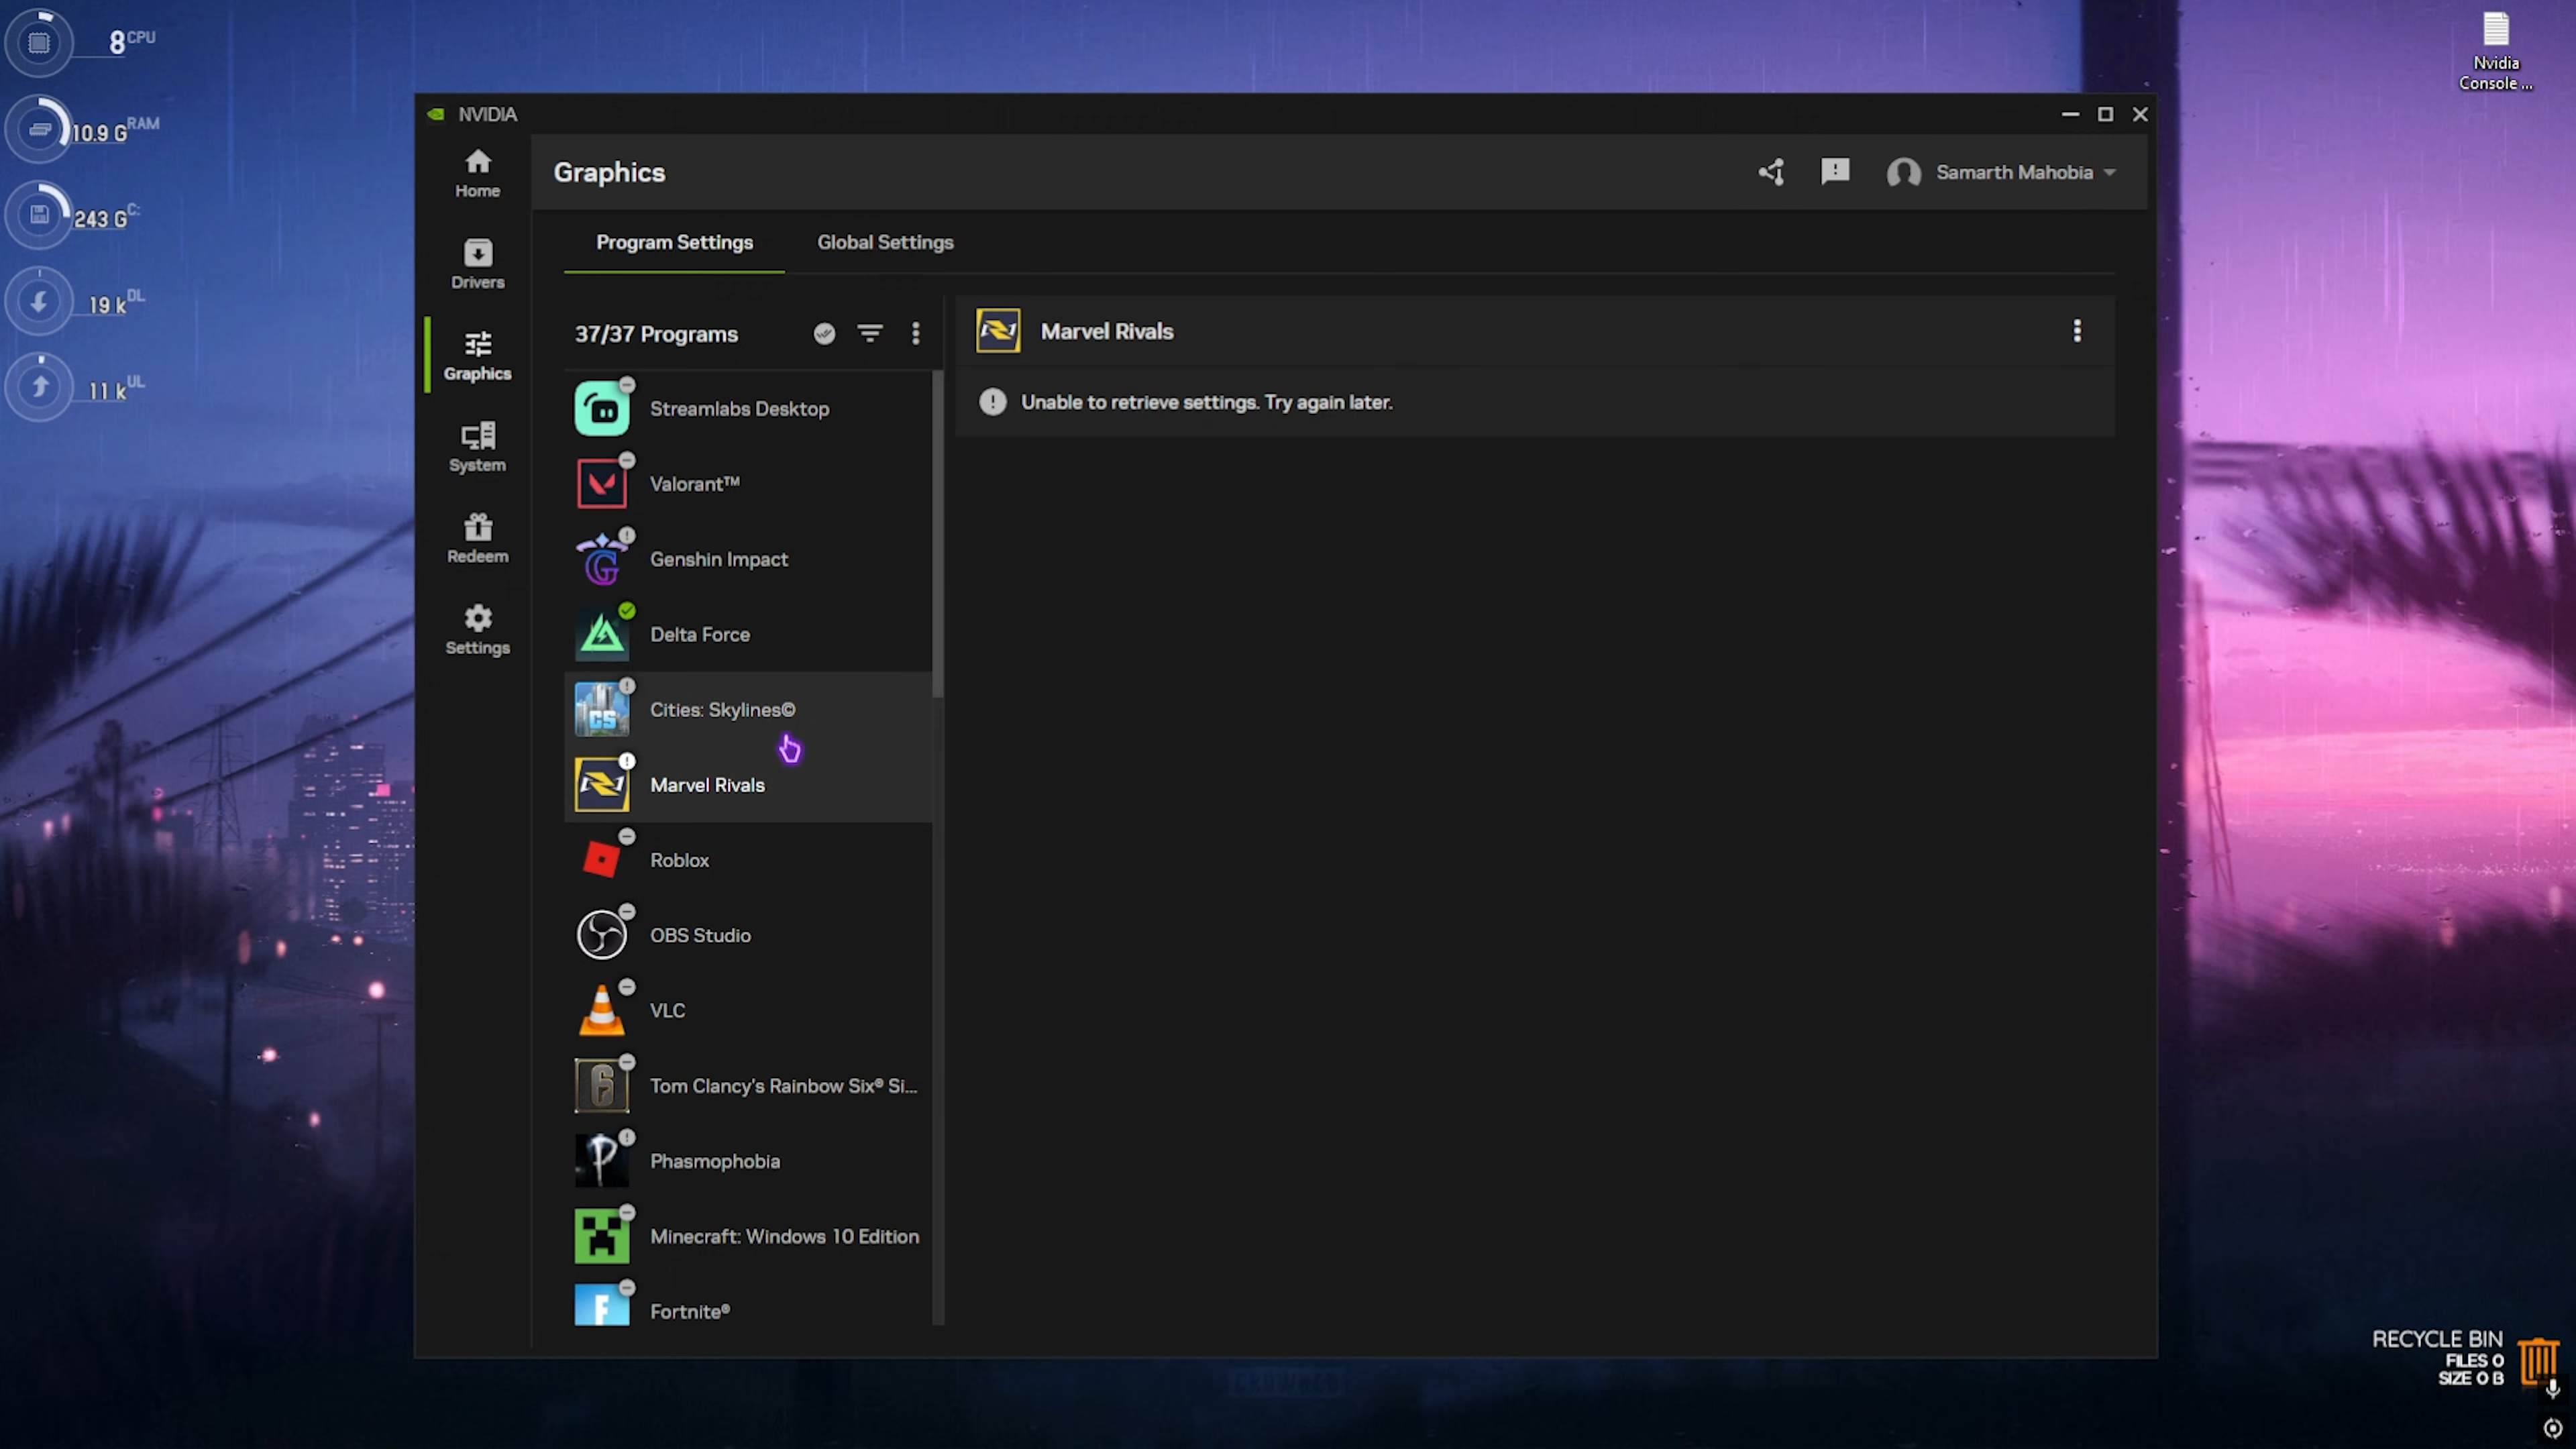 8 CPU
10.9 G RAM
243 G C:
19 k DL
11 k UL
Nvidia
Console ...
NVIDIA
Home
Drivers
Graphics
System
Redeem
Settings
Graphics
Samarth Mahobia
Program Settings
Global Settings
37/37 Programs
Streamlabs Desktop
Valorant™
Genshin Impact
Delta Force
Cities: Skylines©
Marvel Rivals
Roblox
OBS Studio
VLC
Tom Clancy's Rainbow Six® Si...
Phasmophobia
Minecraft: Windows 10 Edition
Fortnite®
Marvel Rivals
Unable to retrieve settings. Try again later.
RECYCLE BIN
FILES 0
SIZE 0 B